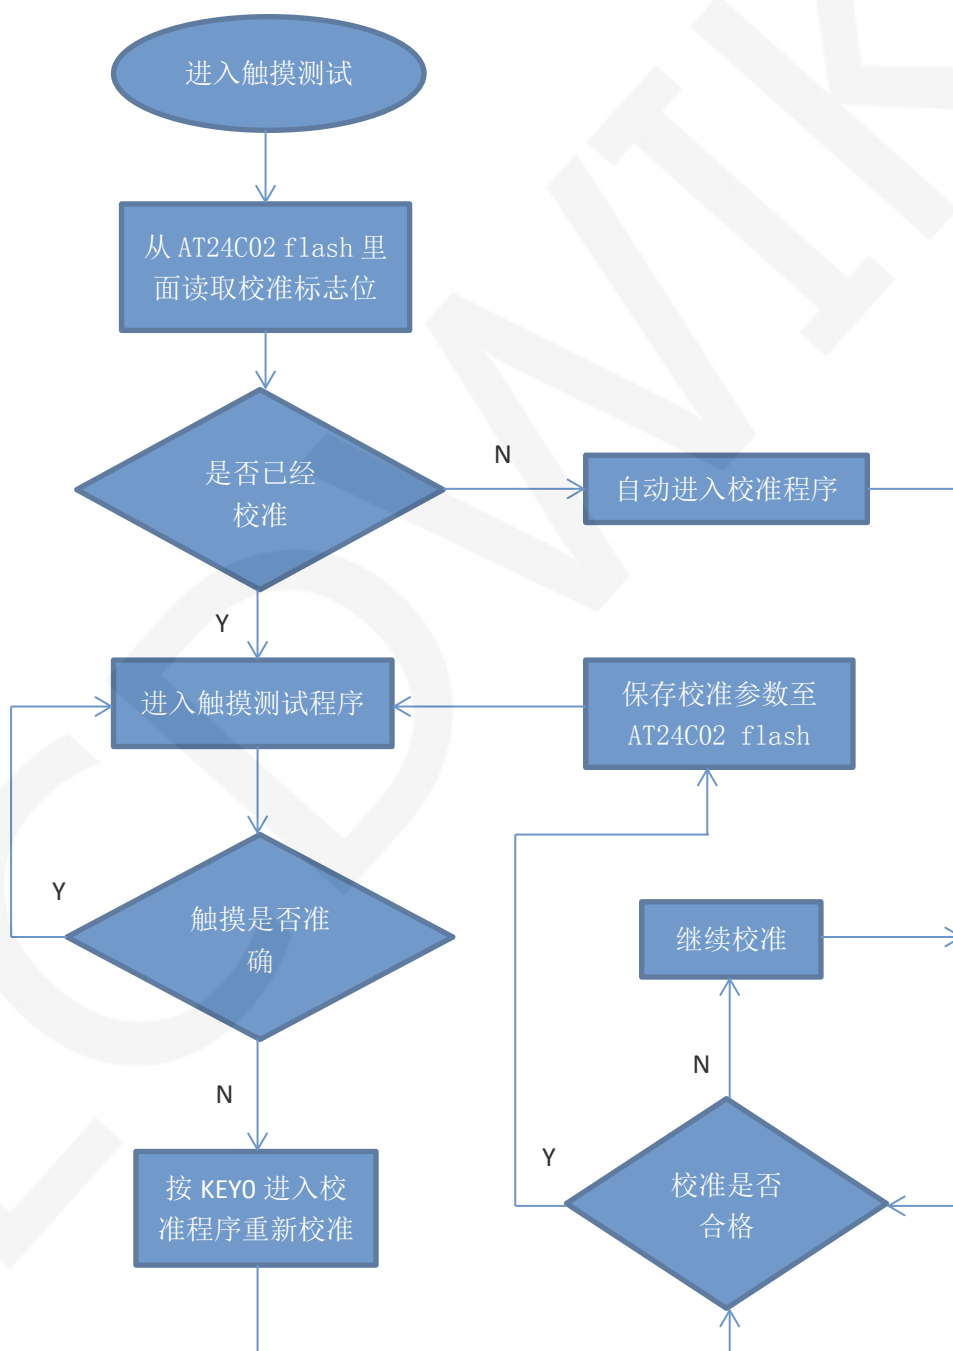 进入触摸测试
从 AT24C02 flash 里
面读取校准标志位
是否已经
校准
N
自动进入校准程序
Y
进入触摸测试程序
保存校准参数至
AT24C02 flash
Y
触摸是否准
确
继续校准
N
N
按 KEY0 进入校
准程序重新校准
Y
校准是否
合格
LCDWIK